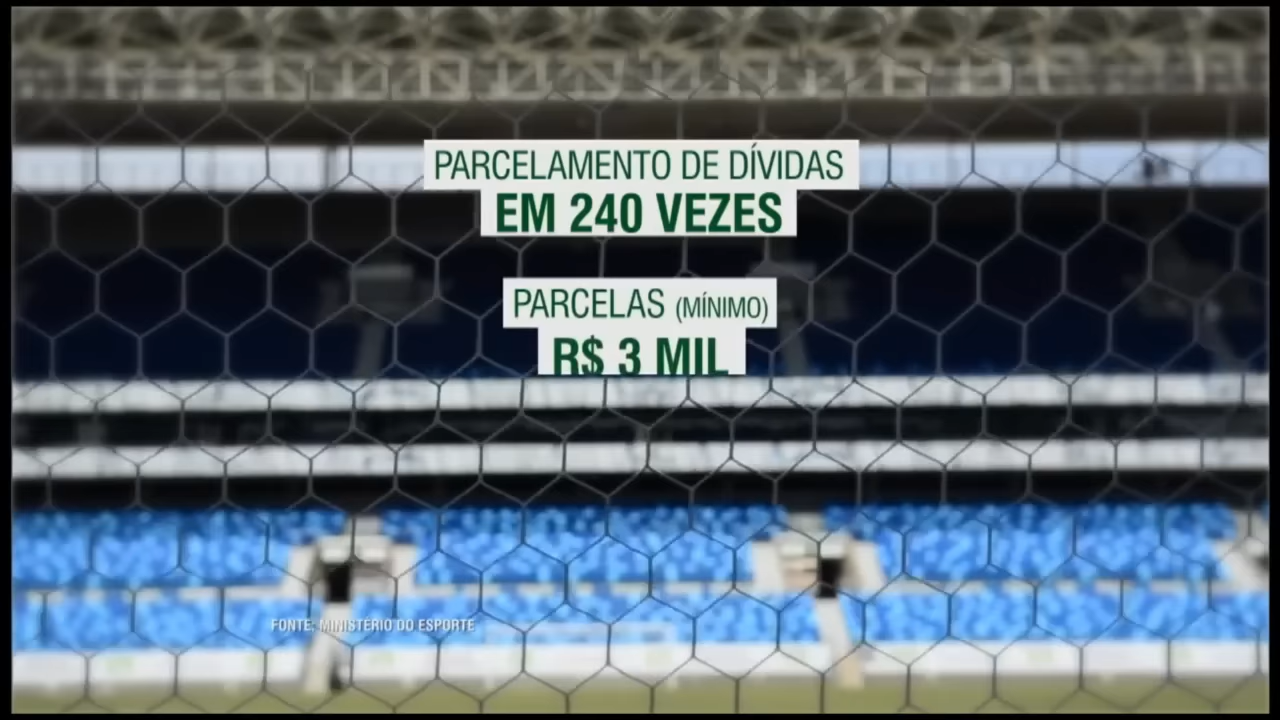 PARCELAMENTO DE DÍVIDAS
EM 240 VEZES
PARCELAS (MÍNIMO)
R$ 3 MIL
FONTE: MINISTÉRIO DO ESPORTE